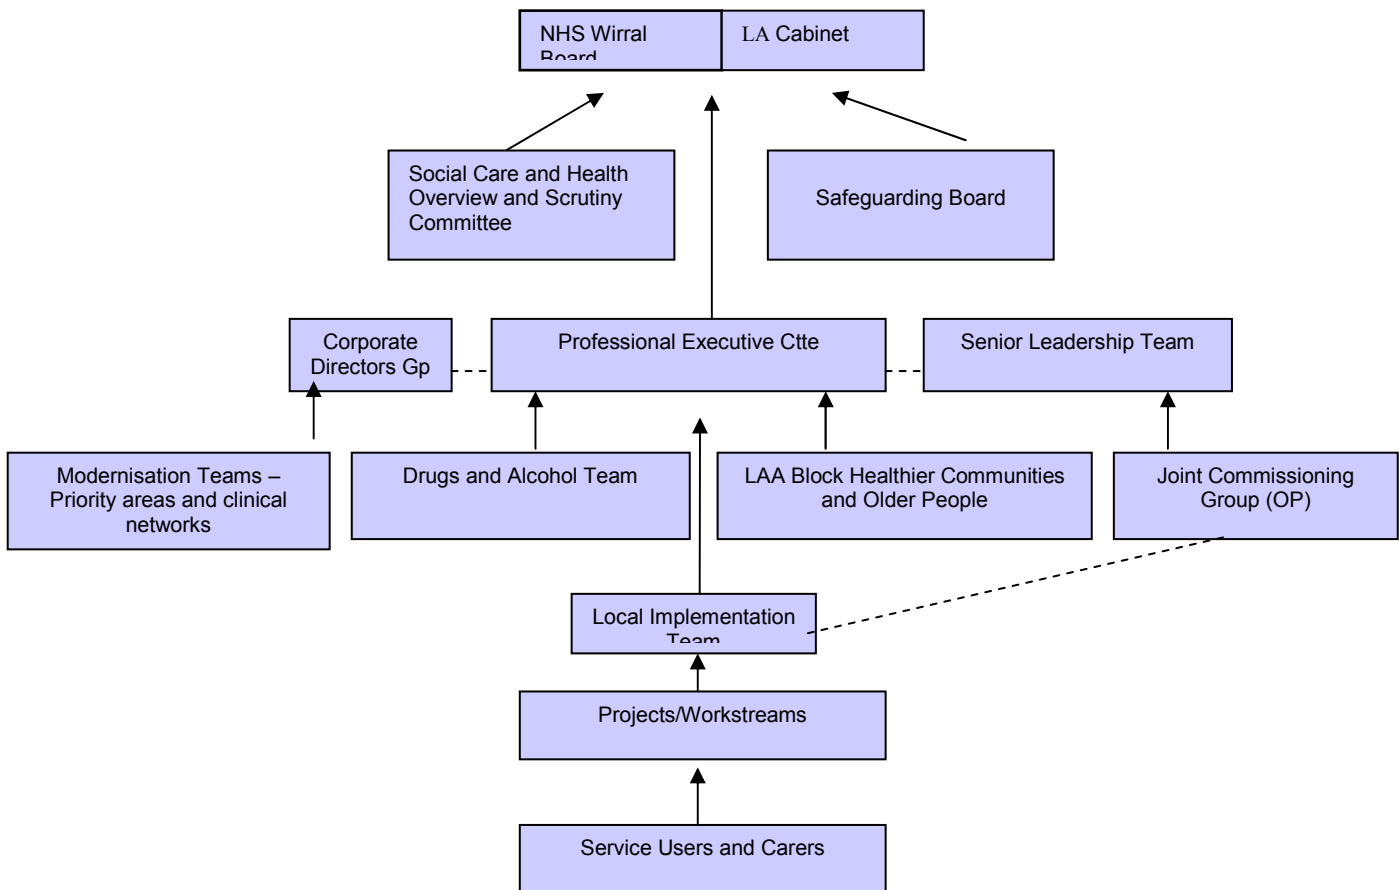 NHS Wirral
Board
LA Cabinet
Social Care and Health
Overview and Scrutiny
Committee
Safeguarding Board
Corporate
Directors Gp
Professional Executive Ctte
Senior Leadership Team
Modernisation Teams –
Priority areas and clinical
networks
Drugs and Alcohol Team
LAA Block Healthier Communities
and Older People
Joint Commissioning
Group (OP)
Local Implementation
Team
Projects/Workstreams
Service Users and Carers